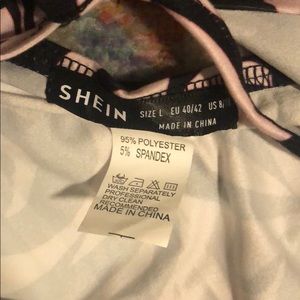 SHEIN
SIZE L EU 40/42 US 8/
MADE IN CHINA
95% POLYESTER
5% SPANDEX
WASH SEPARATELY
DRY CLEAN
RECOMMENDED
MADE IN CHINA